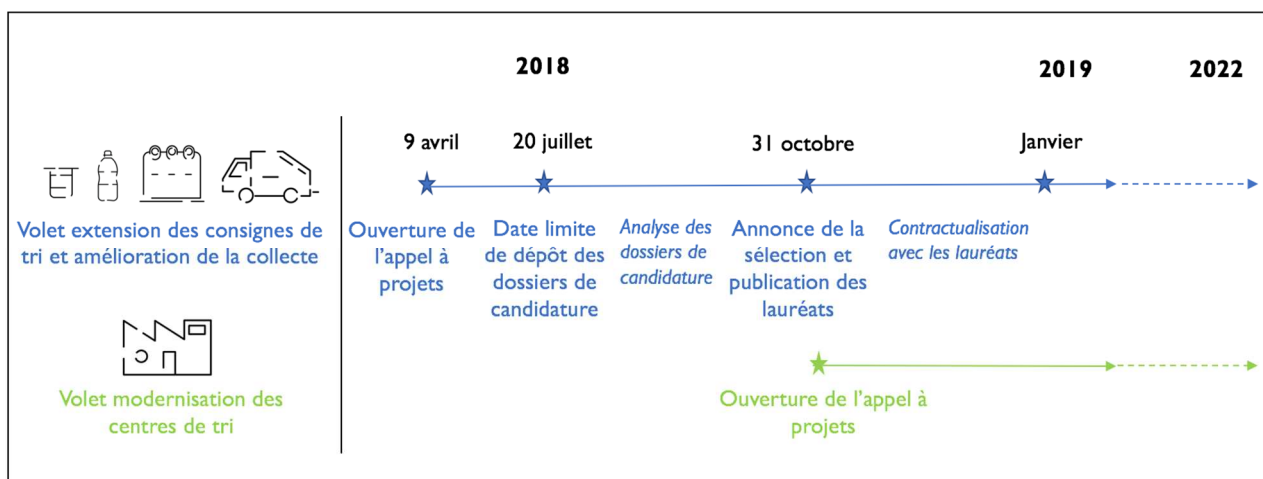 2018
2019
2022
9 avril
20 juillet
31 octobre
Janvier
Volet extension des consignes de
tri et amélioration de la collecte
Ouverture de
l’appel à
projets
Date limite
de dépôt des
dossiers de
candidature
Analyse des
dossiers de
candidature
Annonce de la
sélection et
publication des
lauréats
Contractualisation
avec les lauréats
Volet modernisation des
centres de tri
Ouverture de l’appel à
projets